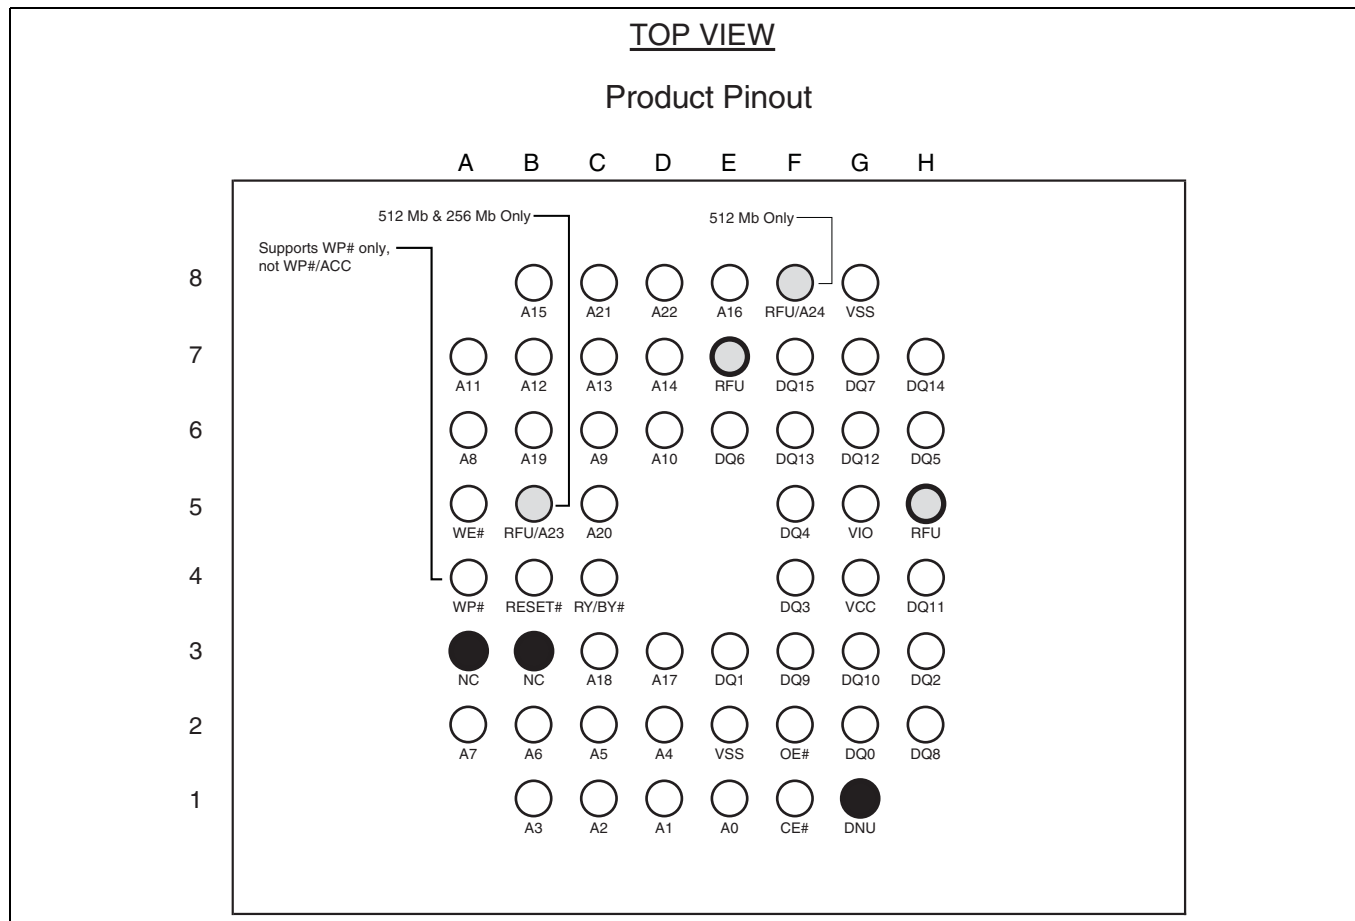 TOP VIEW
Product Pinout
A B C D E F G H
512 Mb & 256 Mb Only
512 Mb Only
Supports WP# only,
not WP#/ACC
8
A15 A21 A22 A16 RFU/A24 VSS
7
A11 A12 A13 A14 RFU DQ15 DQ7 DQ14
6
A8 A19 A9 A10 DQ6 DQ13 DQ12 DQ5
5
WE# RFU/A23 A20 DQ4 VIO RFU
4
WP# RESET# RY/BY# DQ3 VCC DQ11
3
NC NC A18 A17 DQ1 DQ9 DQ10 DQ2
2
A7 A6 A5 A4 VSS OE# DQ0 DQ8
1
A3 A2 A1 A0 CE# DNU